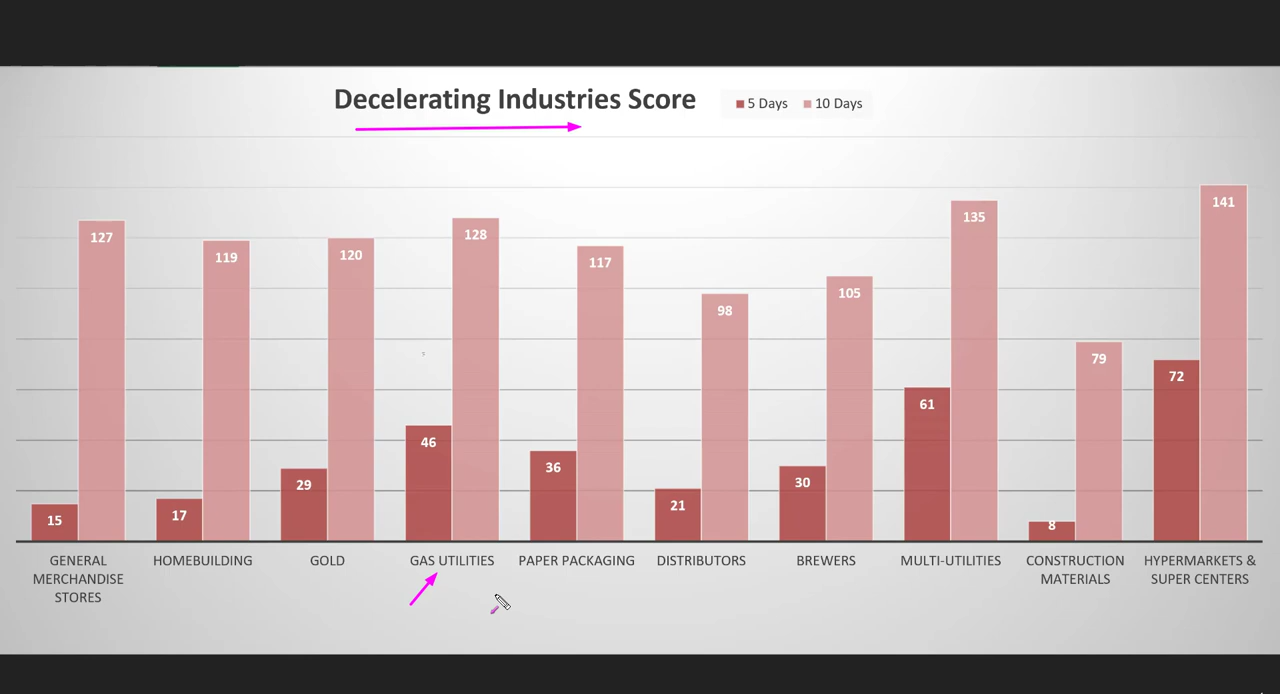 Decelerating Industries Score
5 Days 10 Days
15 127 17 119 29 120 46 128 36 117 21 98 30 105 61 135 8 79 72 141
GENERAL MERCHANDISE STORES
HOMEBUILDING
GOLD
GAS UTILITIES
PAPER PACKAGING
DISTRIBUTORS
BREWERS
MULTI-UTILITIES
CONSTRUCTION MATERIALS
HYPERMARKETS & SUPER CENTERS